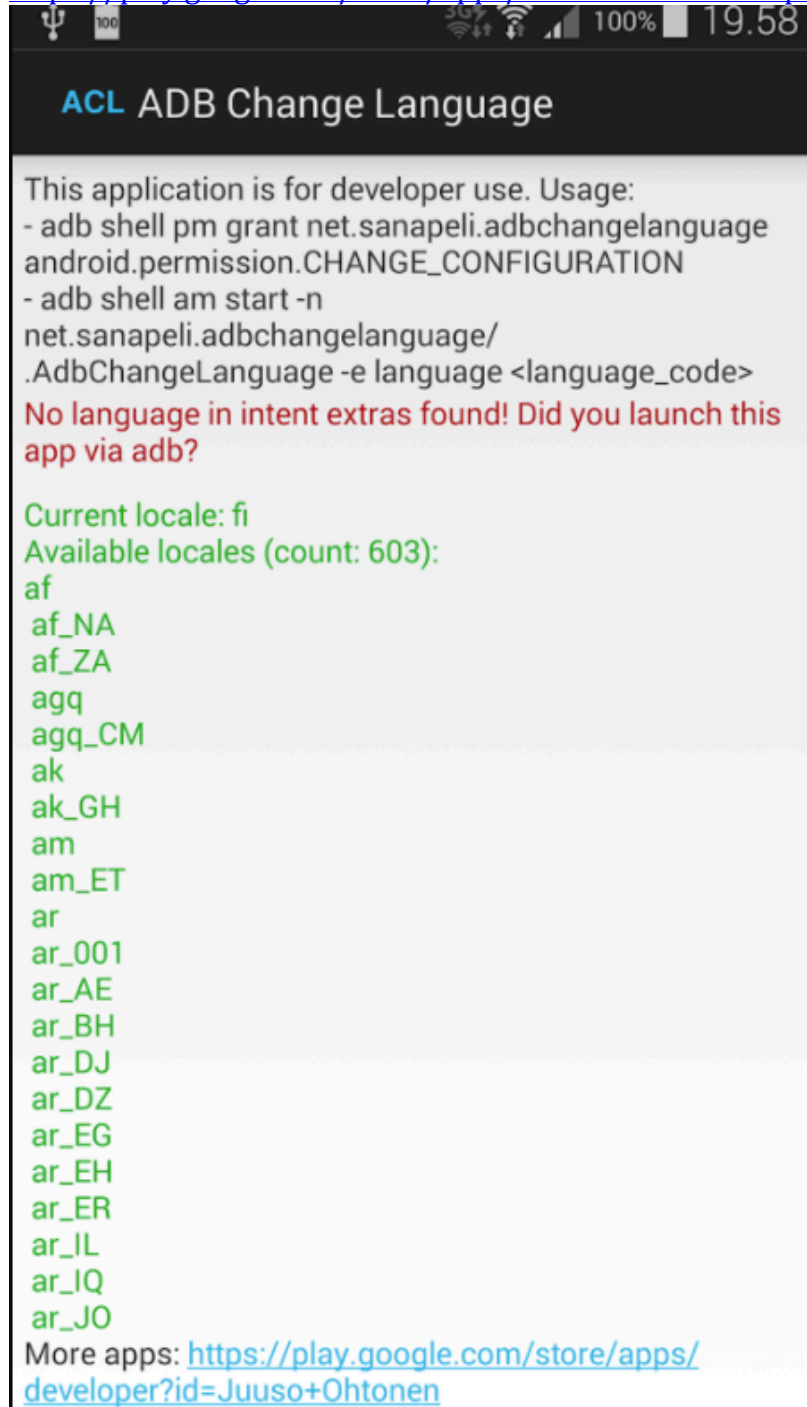 100 3G 100% 19.58
ACL ADB Change Language
This application is for developer use. Usage:
- adb shell pm grant net.sanapeli.adbchangelanguage
android.permission.CHANGE_CONFIGURATION
- adb shell am start -n
net.sanapeli.adbchangelanguage/
.AdbChangeLanguage -e language <language_code>
No language in intent extras found! Did you launch this
app via adb?
Current locale: fi
Available locales (count: 603):
af
af_NA
af_ZA
agq
agq_CM
ak
ak_GH
am
am_ET
ar
ar_001
ar_AE
ar_BH
ar_DJ
ar_DZ
ar_EG
ar_EH
ar_ER
ar_IL
ar_IQ
ar_JO
More apps: https://play.google.com/store/apps/
developer?id=Juuso+Ohtonen